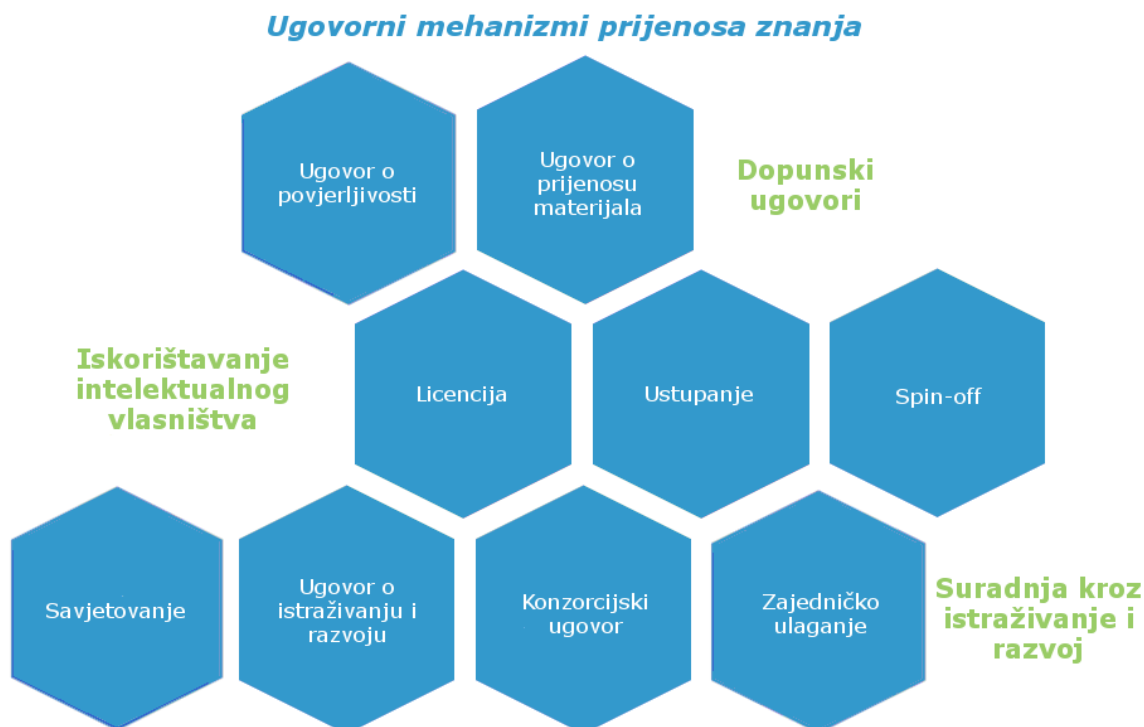 Ugovorni mehanizmi prijenosa znanja
Ugovor o
povjerljivosti
Ugovor o
prijenosu
materijala
Dopunski
ugovori
Iskorištavanje
intelektualnog
vlasništva
Licencija
Ustupanje
Spin-off
Savjetovanje
Ugovor o
istraživanju i
razvoju
Konzorcijski
ugovor
Zajedničko
ulaganje
Suradnja kroz
istraživanje i
razvoj